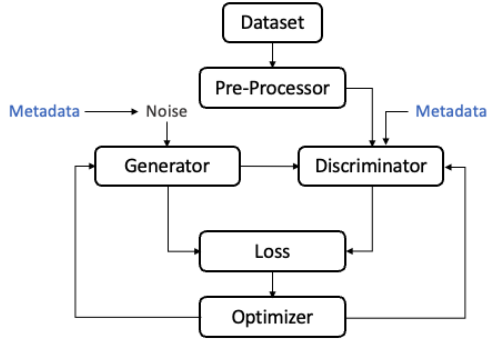 Dataset
Pre-Processor
Metadata
Noise
Metadata
Generator
Discriminator
Loss
Optimizer